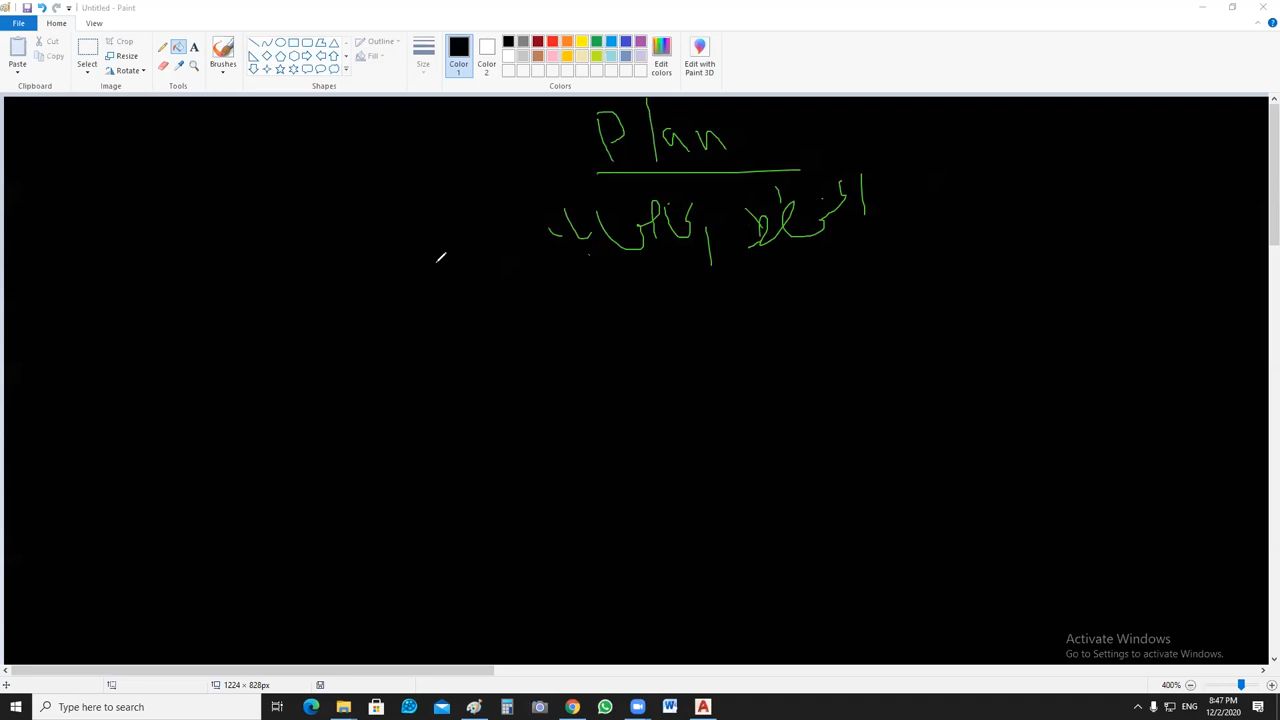 Untitled - Paint
File Home View
Paste Cut Copy Clipboard
Select Crop Resize Rotate Image
Tools
Brushes
Outline Fill Shapes
Size
Color 1 Color 2 Edit colors Edit with Paint 3D Colors
Plan
Activate Windows
Go to Settings to activate Windows.
1224 × 828px 400%
Type here to search
ENG 8:47 PM 12/2/2020